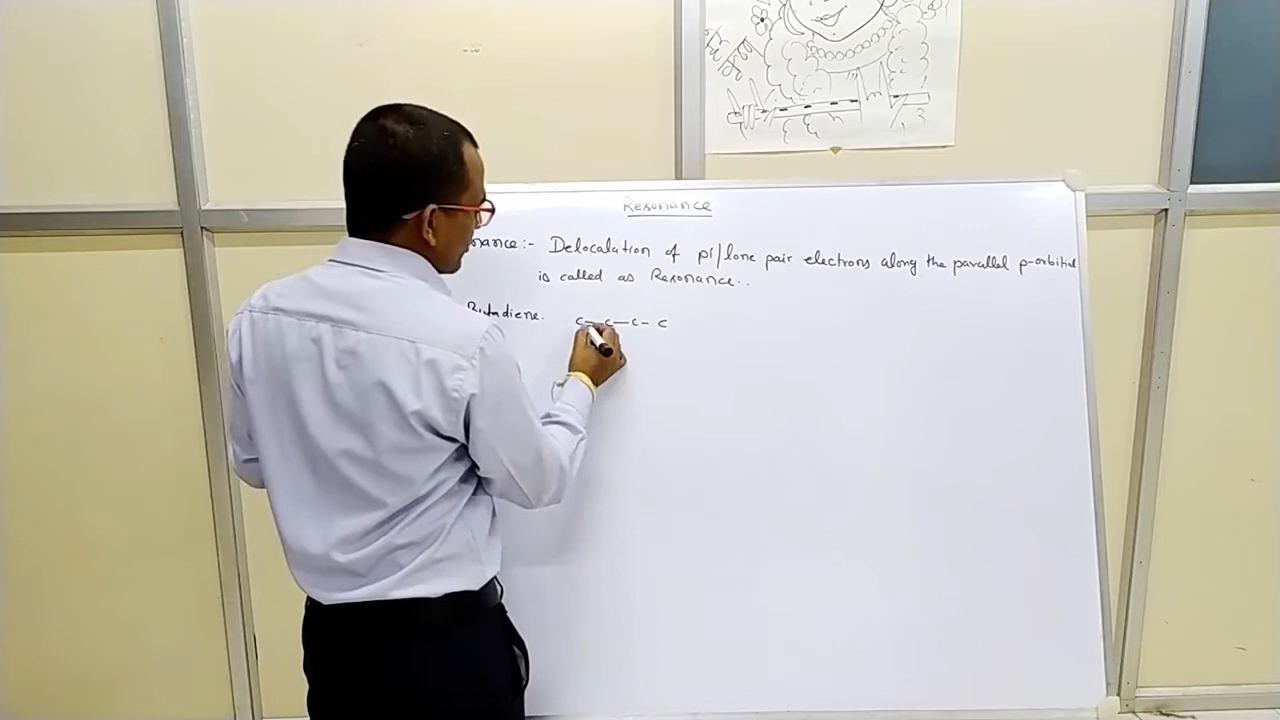 Resonance
nance:- Delocalation of pi/lone pair electrons along the parallel p-orbital
is called as Resonance..
Butadiene. C—C—C- C